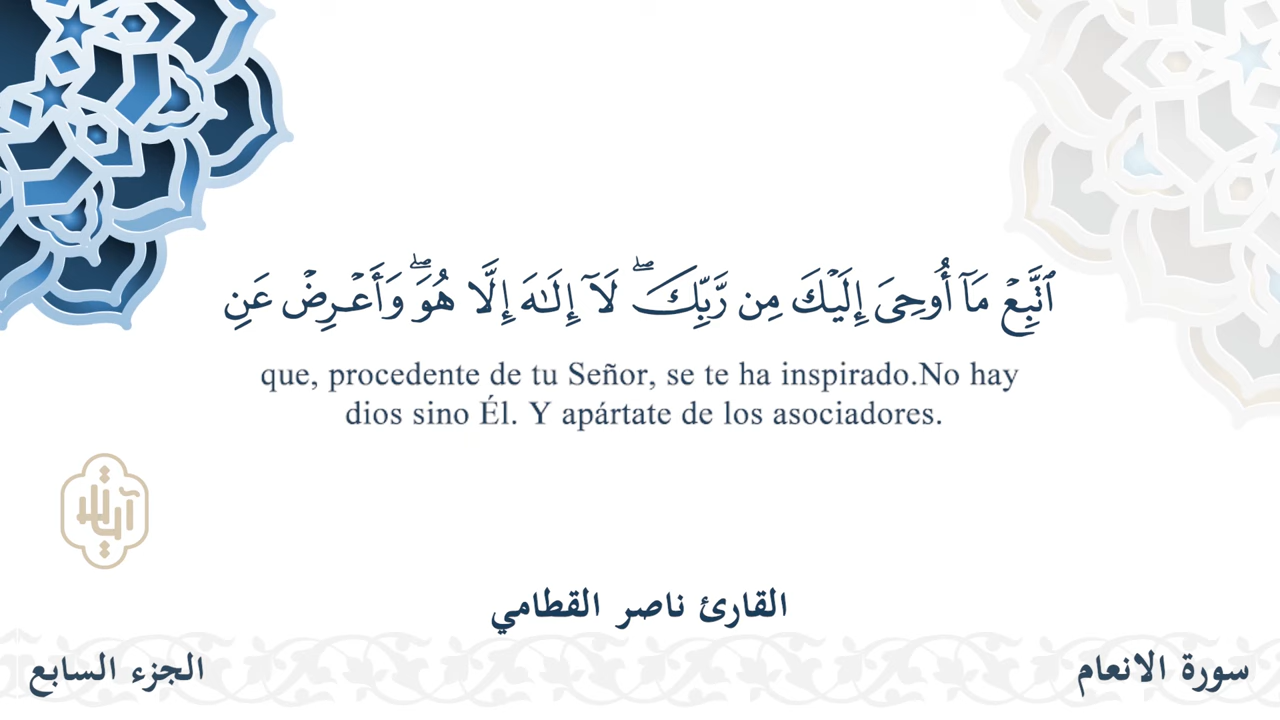 ٱتَّبِعۡ مَآ أُوحِيَ إِلَيۡكَ مِن رَّبِّكَۖ لَآ إِلَٰهَ إِلَّا هُوَۖ وَأَعۡرِضۡ عَنِ
que, procedente de tu Señor, se te ha inspirado.No hay
dios sino Él. Y apártate de los asociadores.
القارئ ناصر القطامي
سورة الانعام
الجزء السابع